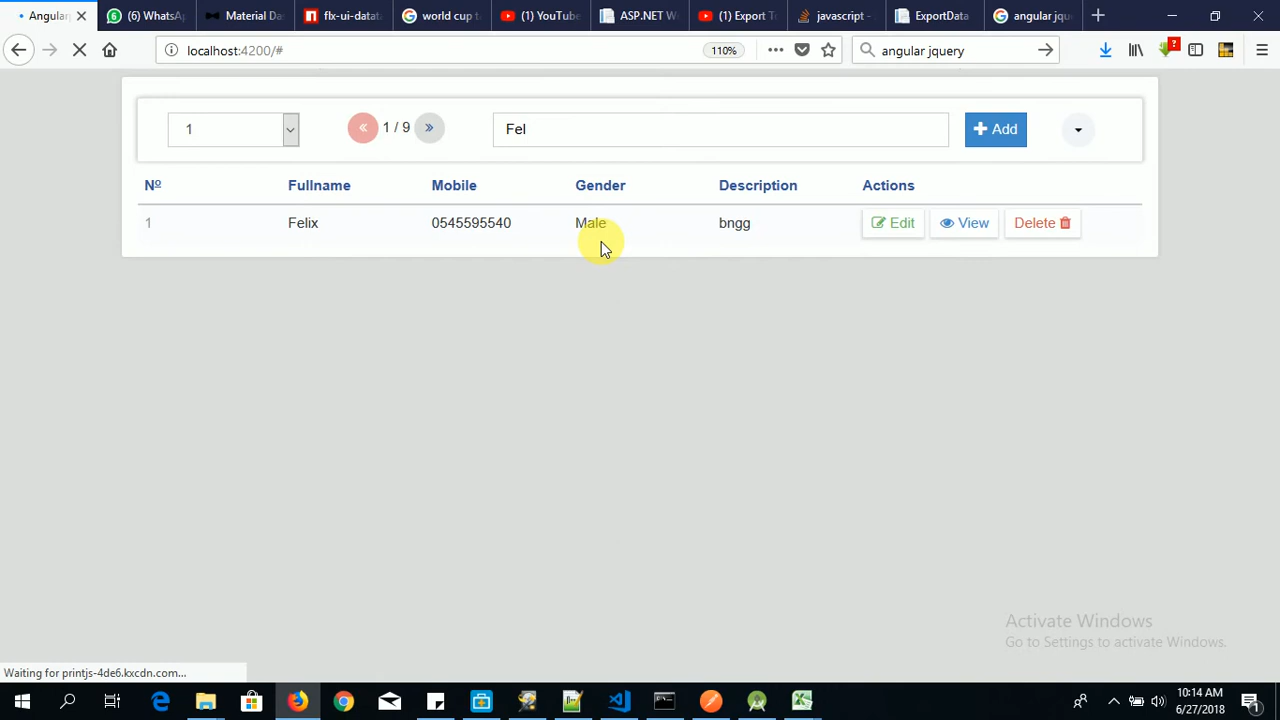 Angular
(6) WhatsAp
Material Da
flx-ui-datat
world cup t
(1) YouTube
ASP.NET W
(1) Export T
javascript -
ExportData
angular jqu
localhost:4200/#
110%
angular jquery
1
1 / 9
Fel
Add
Nº Fullname Mobile Gender Description Actions
1 Felix 0545595540 Male bngg Edit View Delete
Activate Windows
Go to Settings to activate Windows.
Waiting for printjs-4de6.kxcdn.com...
10:14 AM
6/27/2018